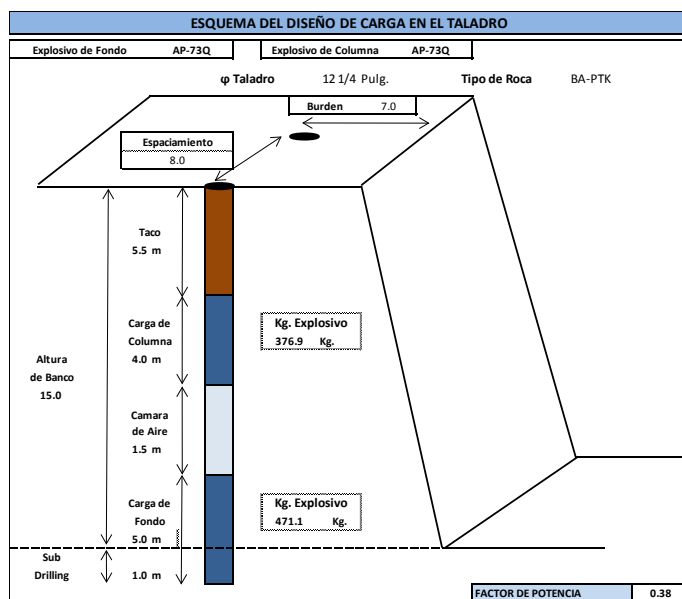 ESQUEMA DEL DISEÑO DE CARGA EN EL TALADRO
Explosivo de Fondo AP-73Q Explosivo de Columna AP-73Q
φ Taladro 12 1/4 Pulg. Tipo de Roca BA-PTK
Burden 7.0
Espaciamiento
8.0
Taco
5.5 m
Carga de
Columna
4.0 m
Kg. Explosivo
376.9 Kg.
Altura
de Banco
15.0
Camara
de Aire
1.5 m
Carga de
Fondo
5.0 m
Kg. Explosivo
471.1 Kg.
Sub
Drilling 1.0 m
FACTOR DE POTENCIA 0.38